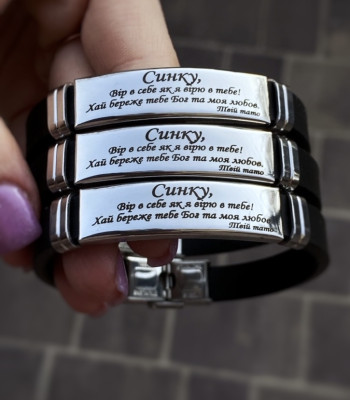 Синку,
Вір в себе як я вірю в тебе!
Хай береже тебе Бог та моя любов.
Твій тато
Синку,
Вір в себе як я вірю в тебе!
Хай береже тебе Бог та моя любов.
Твій тато
Синку,
Вір в себе як я вірю в тебе!
Хай береже тебе Бог та моя любов.
Твій тато